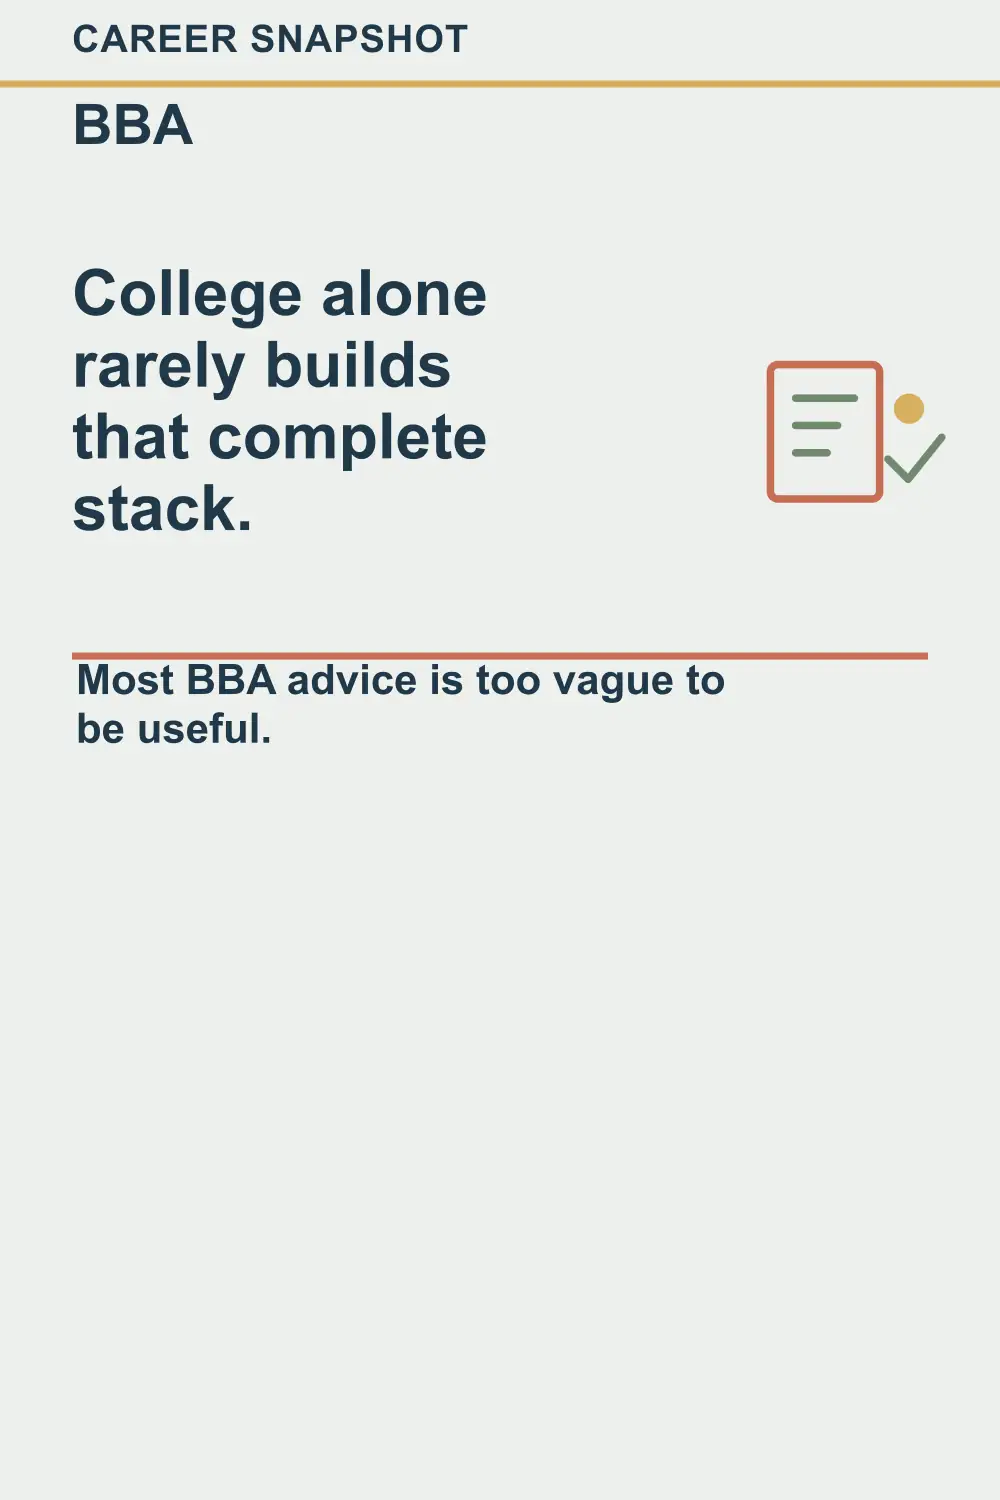 CAREER SNAPSHOT
BBA
College alone
rarely builds
that complete
stack.
Most BBA advice is too vague to
be useful.